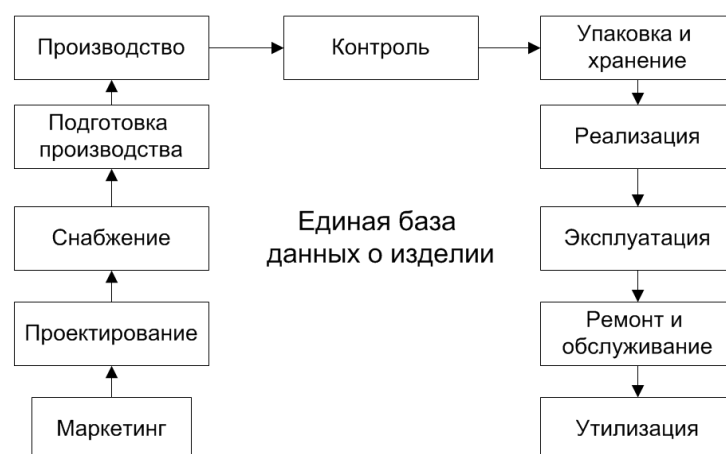 Производство
Контроль
Упаковка и
хранение
Подготовка
производства
Реализация
Снабжение
Единая база
данных о изделии
Эксплуатация
Проектирование
Ремонт и
обслуживание
Маркетинг
Утилизация